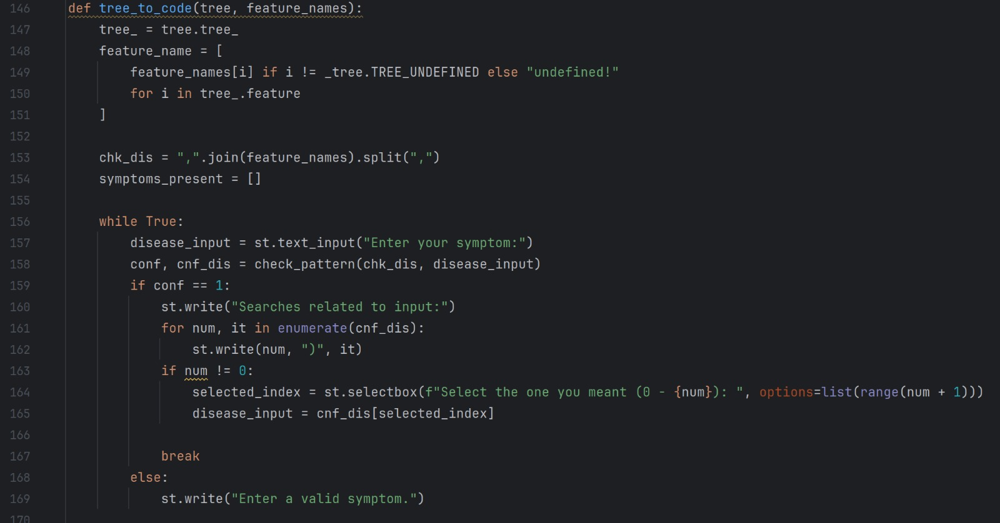 146 def tree_to_code(tree, feature_names):
147     tree_ = tree.tree_
148     feature_name = [
149         feature_names[i] if i != _tree.TREE_UNDEFINED else "undefined!"
150         for i in tree_.feature
151     ]
152
153     chk_dis = ",".join(feature_names).split(",")
154     symptoms_present = []
155
156     while True:
157         disease_input = st.text_input("Enter your symptom:")
158         conf, cnf_dis = check_pattern(chk_dis, disease_input)
159         if conf == 1:
160             st.write("Searches related to input:")
161             for num, it in enumerate(cnf_dis):
162                 st.write(num, ")", it)
163             if num != 0:
164                 selected_index = st.selectbox(f"Select the one you meant (0 - {num}): ", options=list(range(num + 1)))
165                 disease_input = cnf_dis[selected_index]
166
167             break
168         else:
169             st.write("Enter a valid symptom.")
170